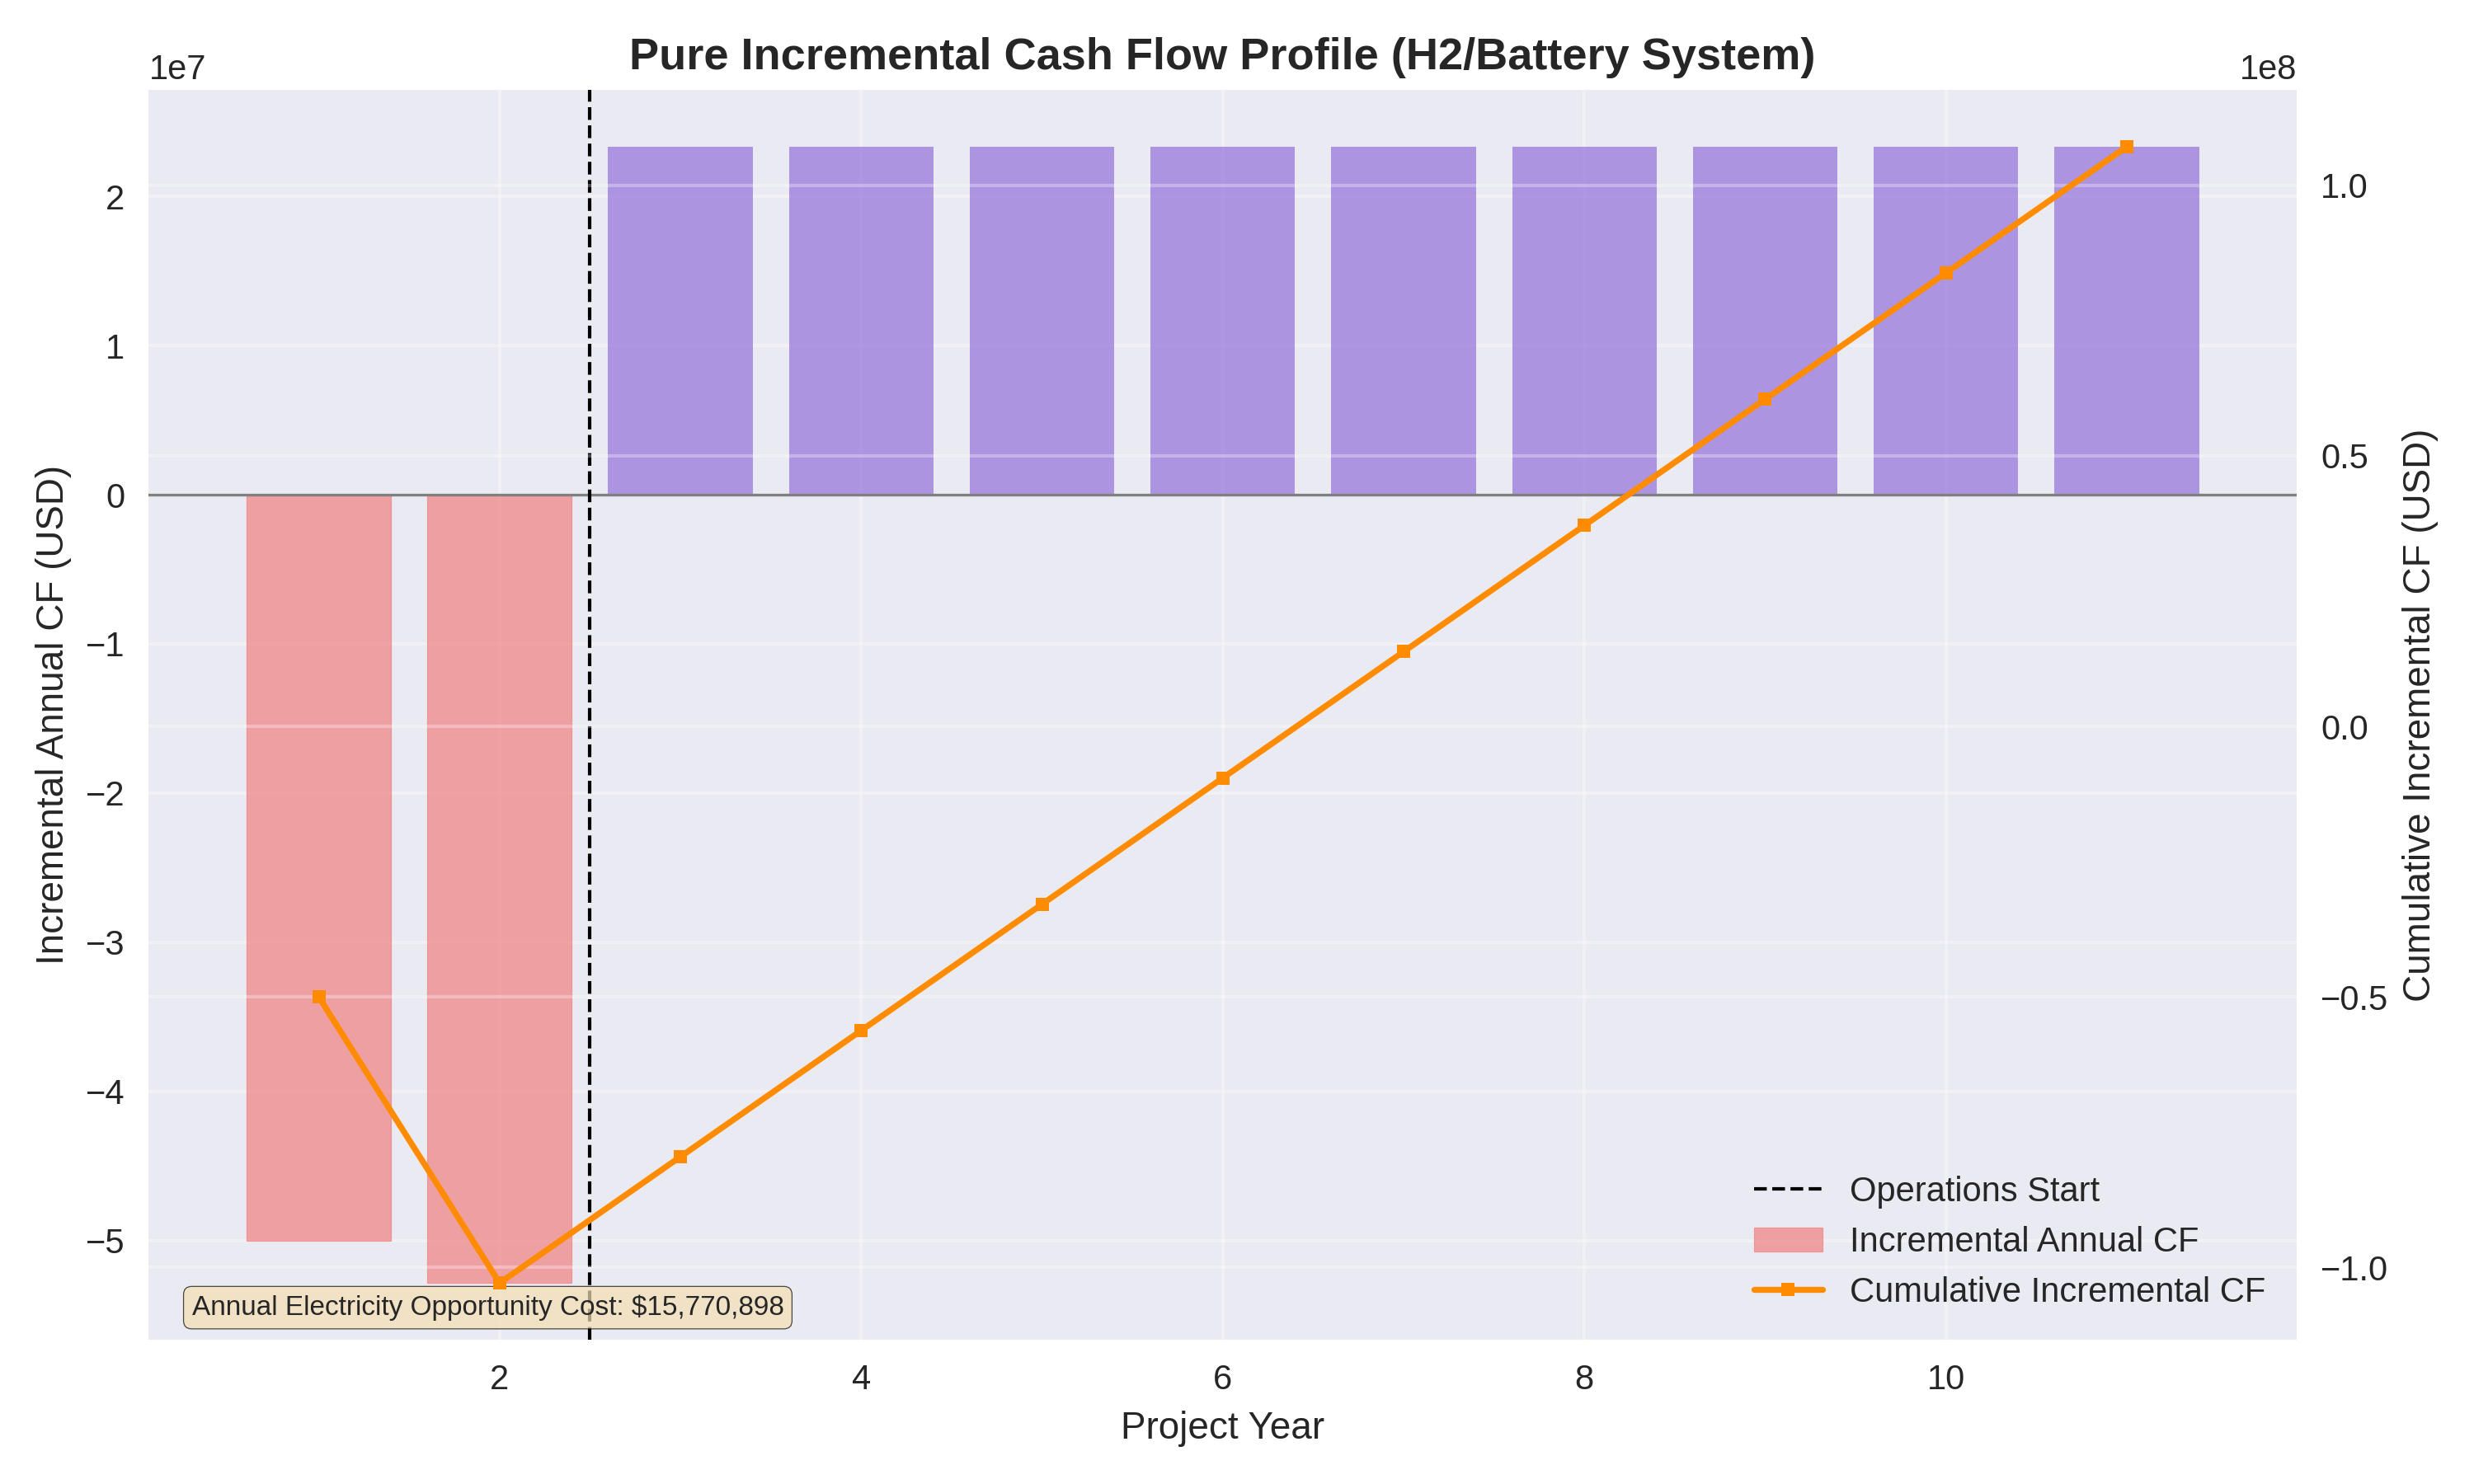 Pure Incremental Cash Flow Profile (H2/Battery System)
1e7
1e8
Incremental Annual CF (USD)
2
1
0
−1
−2
−3
−4
−5
1.0
0.5
0.0
−0.5
−1.0
Cumulative Incremental CF (USD)
Operations Start
Incremental Annual CF
Cumulative Incremental CF
Annual Electricity Opportunity Cost: $15,770,898
2
4
6
8
10
Project Year